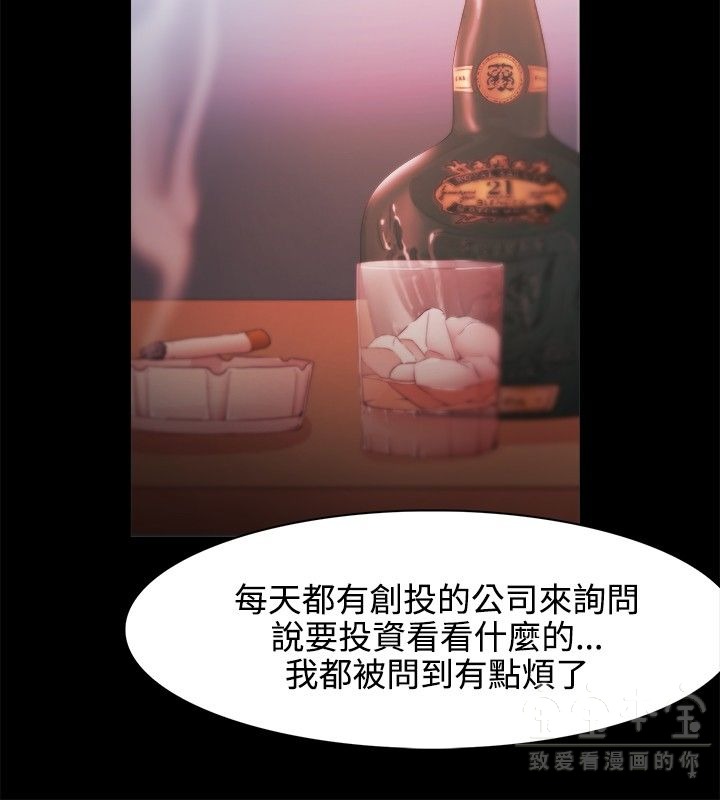 21
每天都有創投的公司來詢問
說要投資看看什麼的...
我都被問到有點煩了
致爱看漫画的你